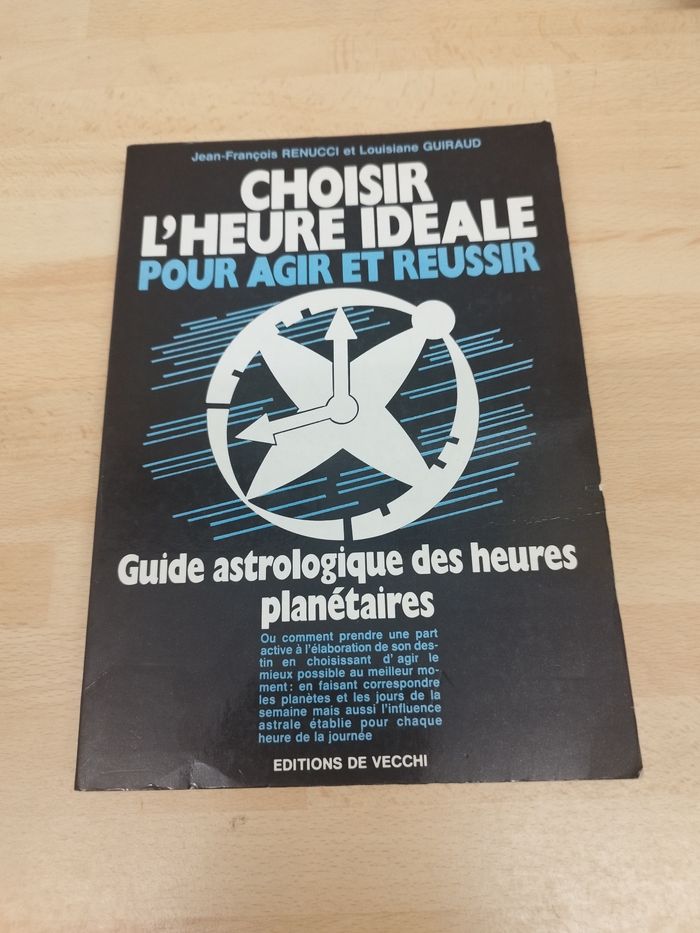 Jean-François RENUCCI et Louisiane GUIRAUD
CHOISIR
L'HEURE IDEALE
POUR AGIR ET REUSSIR
Guide astrologique des heures
planétaires
Ou comment prendre une part
active à l'élaboration de son des-
tin en choisissant d'agir le
mieux possible au meilleur mo-
ment : en faisant correspondre
les planètes et les jours de la
semaine mais aussi l'influence
astrale établie pour chaque
heure de la journée
EDITIONS DE VECCHI